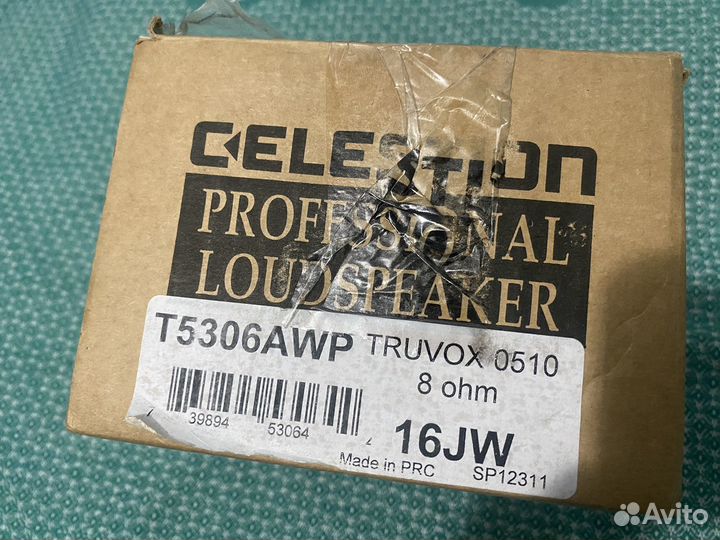 CELESTION
PROFESSIONAL
LOUDSPEAKER
T5306AWP TRUVOX 0510
8 ohm
39894 53064
16JW
Made in PRC SP12311
Avito